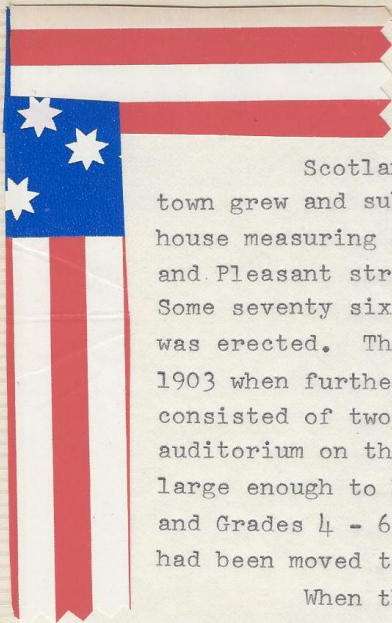 Scotla
town grew and su
house measuring
and Pleasant str
Some seventy six
was erected. Th
1903 when furthe
consisted of two
auditorium on th
large enough to
and Grades 4 - 6
had been moved t
When t